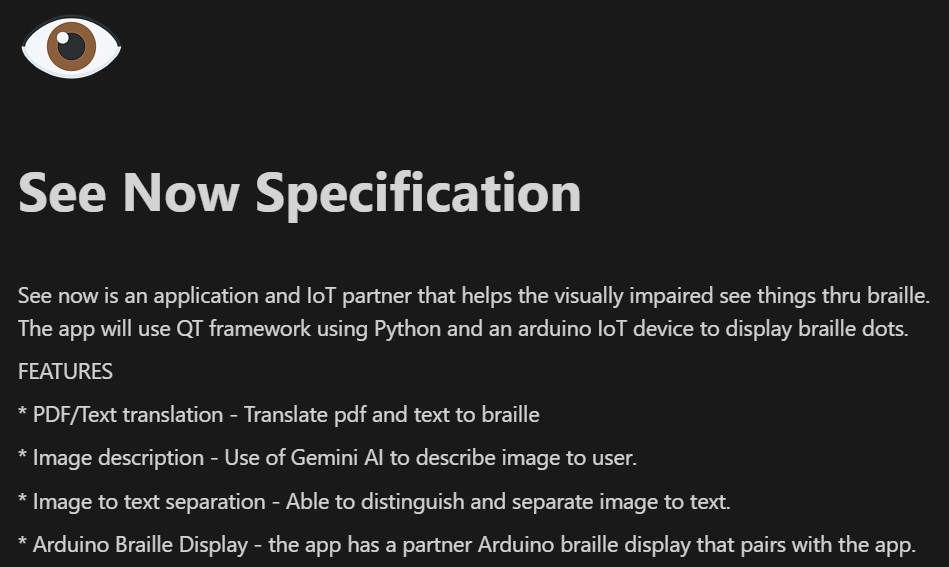 See Now Specification
See now is an application and IoT partner that helps the visually impaired see things thru braille.
The app will use QT framework using Python and an arduino IoT device to display braille dots.
FEATURES
* PDF/Text translation - Translate pdf and text to braille
* Image description - Use of Gemini AI to describe image to user.
* Image to text separation - Able to distinguish and separate image to text.
* Arduino Braille Display - the app has a partner Arduino braille display that pairs with the app.